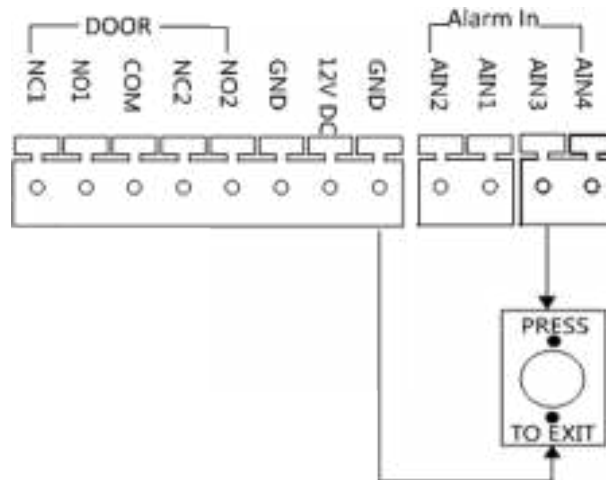 DOOR
Alarm In
NC1
NO1
COM
NC2
NO2
GND
12V DC
GND
AIN2
AIN1
AIN3
AIN4
PRESS
TO EXIT